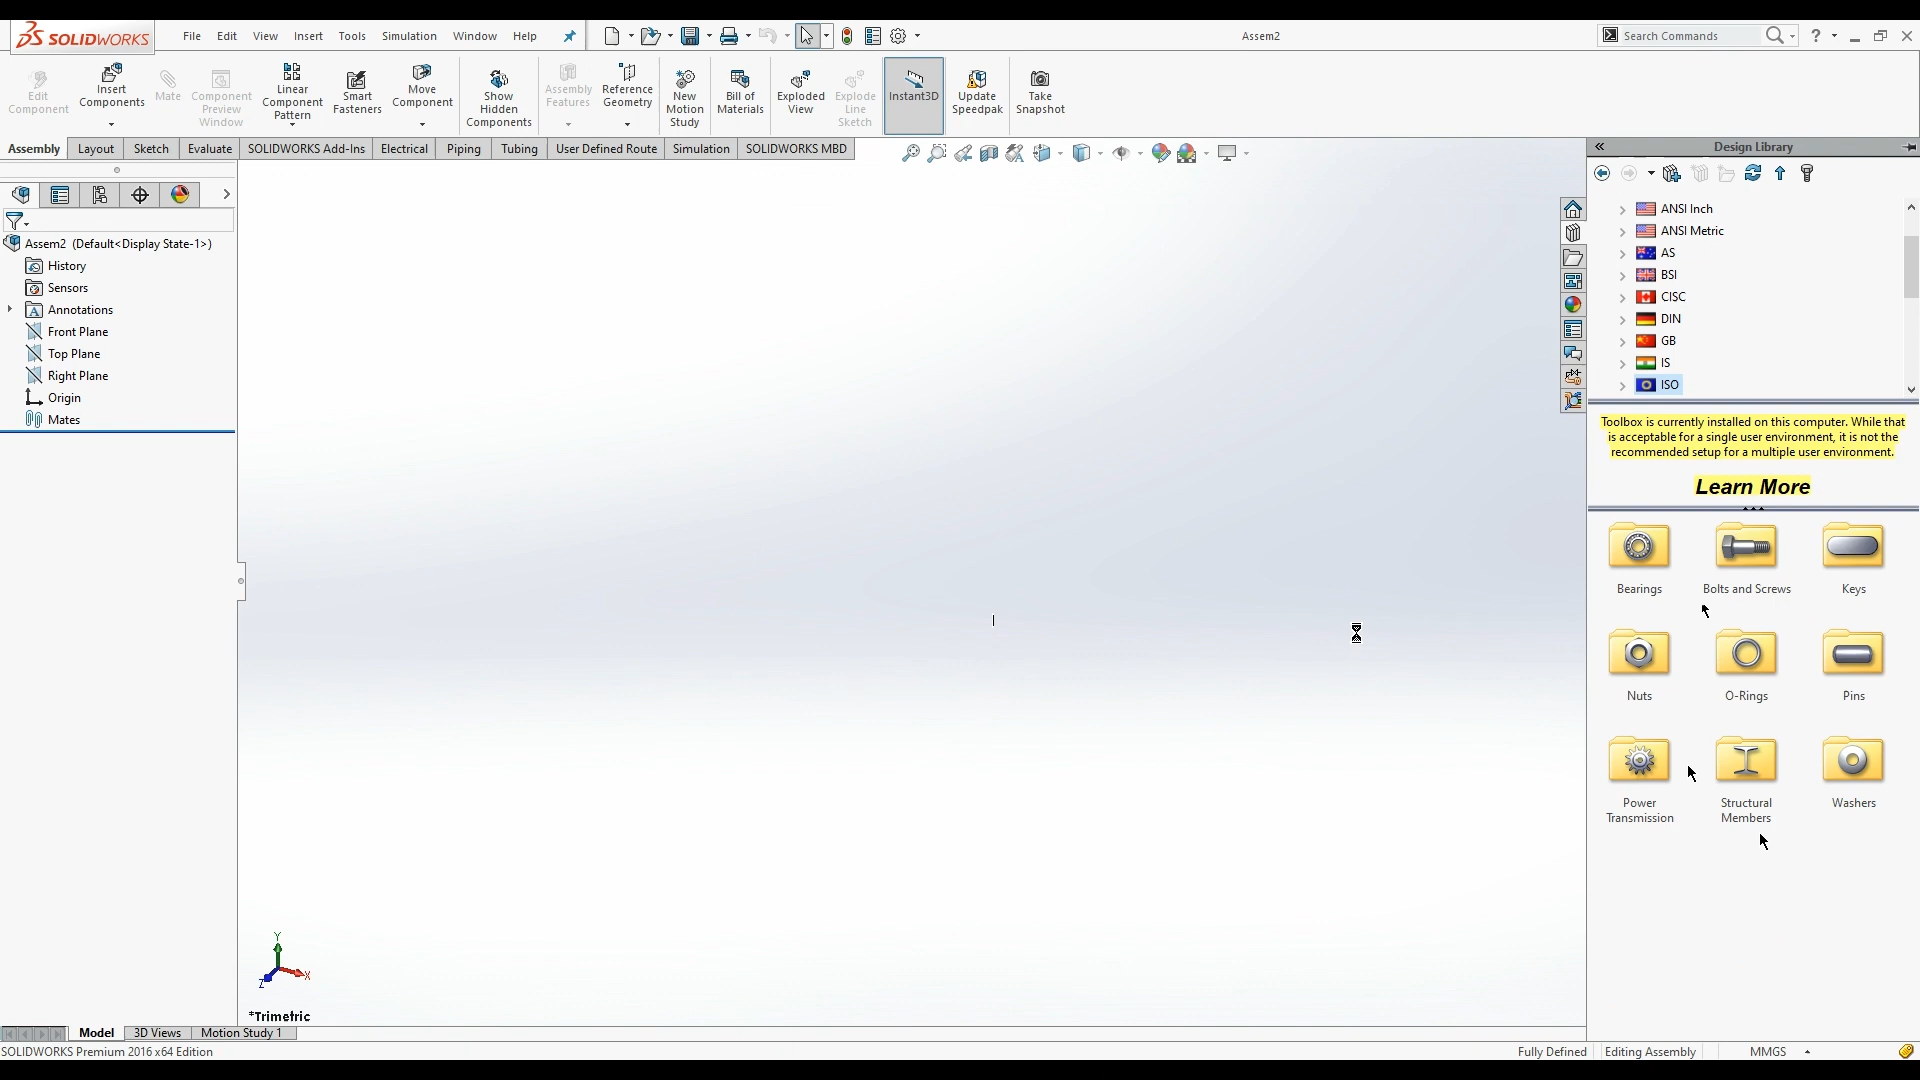 SOLIDWORKS
File Edit View Insert Tools Simulation Window Help
Assem2
Search Commands
?
Edit Component
Insert Components
Mate
Component Preview Window
Linear Component Pattern
Smart Fasteners
Move Component
Show Hidden Components
Assembly Features
Reference Geometry
New Motion Study
Bill of Materials
Exploded View
Explode Line Sketch
Instant3D
Update Speedpak
Take Snapshot
Assembly Layout Sketch Evaluate SOLIDWORKS Add-Ins Electrical Piping Tubing User Defined Route Simulation SOLIDWORKS MBD
Assem2 (Default<Display State-1>)
History
Sensors
Annotations
Front Plane
Top Plane
Right Plane
Origin
Mates
Y
X
Z
*Trimetric
Design Library
ANSI Inch
ANSI Metric
AS
BSI
CISC
DIN
GB
IS
ISO
Toolbox is currently installed on this computer. While that
is acceptable for a single user environment, it is not the
recommended setup for a multiple user environment.
Learn More
Bearings
Bolts and Screws
Keys
Nuts
O-Rings
Pins
Power Transmission
Structural Members
Washers
Model 3D Views Motion Study 1
SOLIDWORKS Premium 2016 x64 Edition
Fully Defined Editing Assembly MMGS